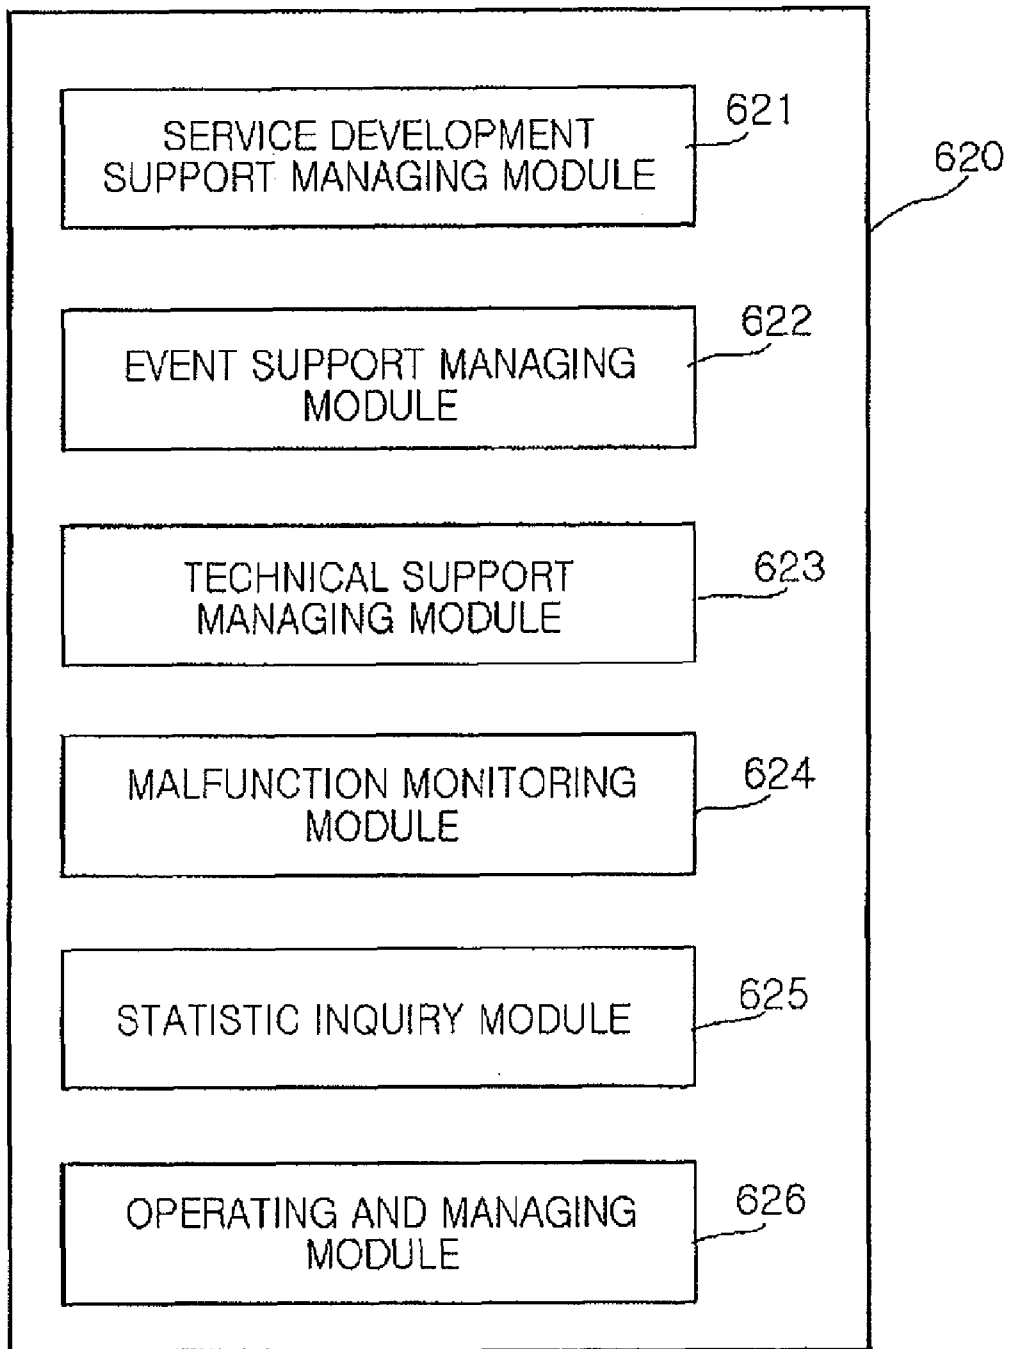 SERVICE DEVELOPMENT
SUPPORT MANAGING MODULE
621
620
EVENT SUPPORT MANAGING
MODULE
622
TECHNICAL SUPPORT
MANAGING MODULE
623
MALFUNCTION MONITORING
MODULE
624
STATISTIC INQUIRY MODULE
625
OPERATING AND MANAGING
MODULE
626